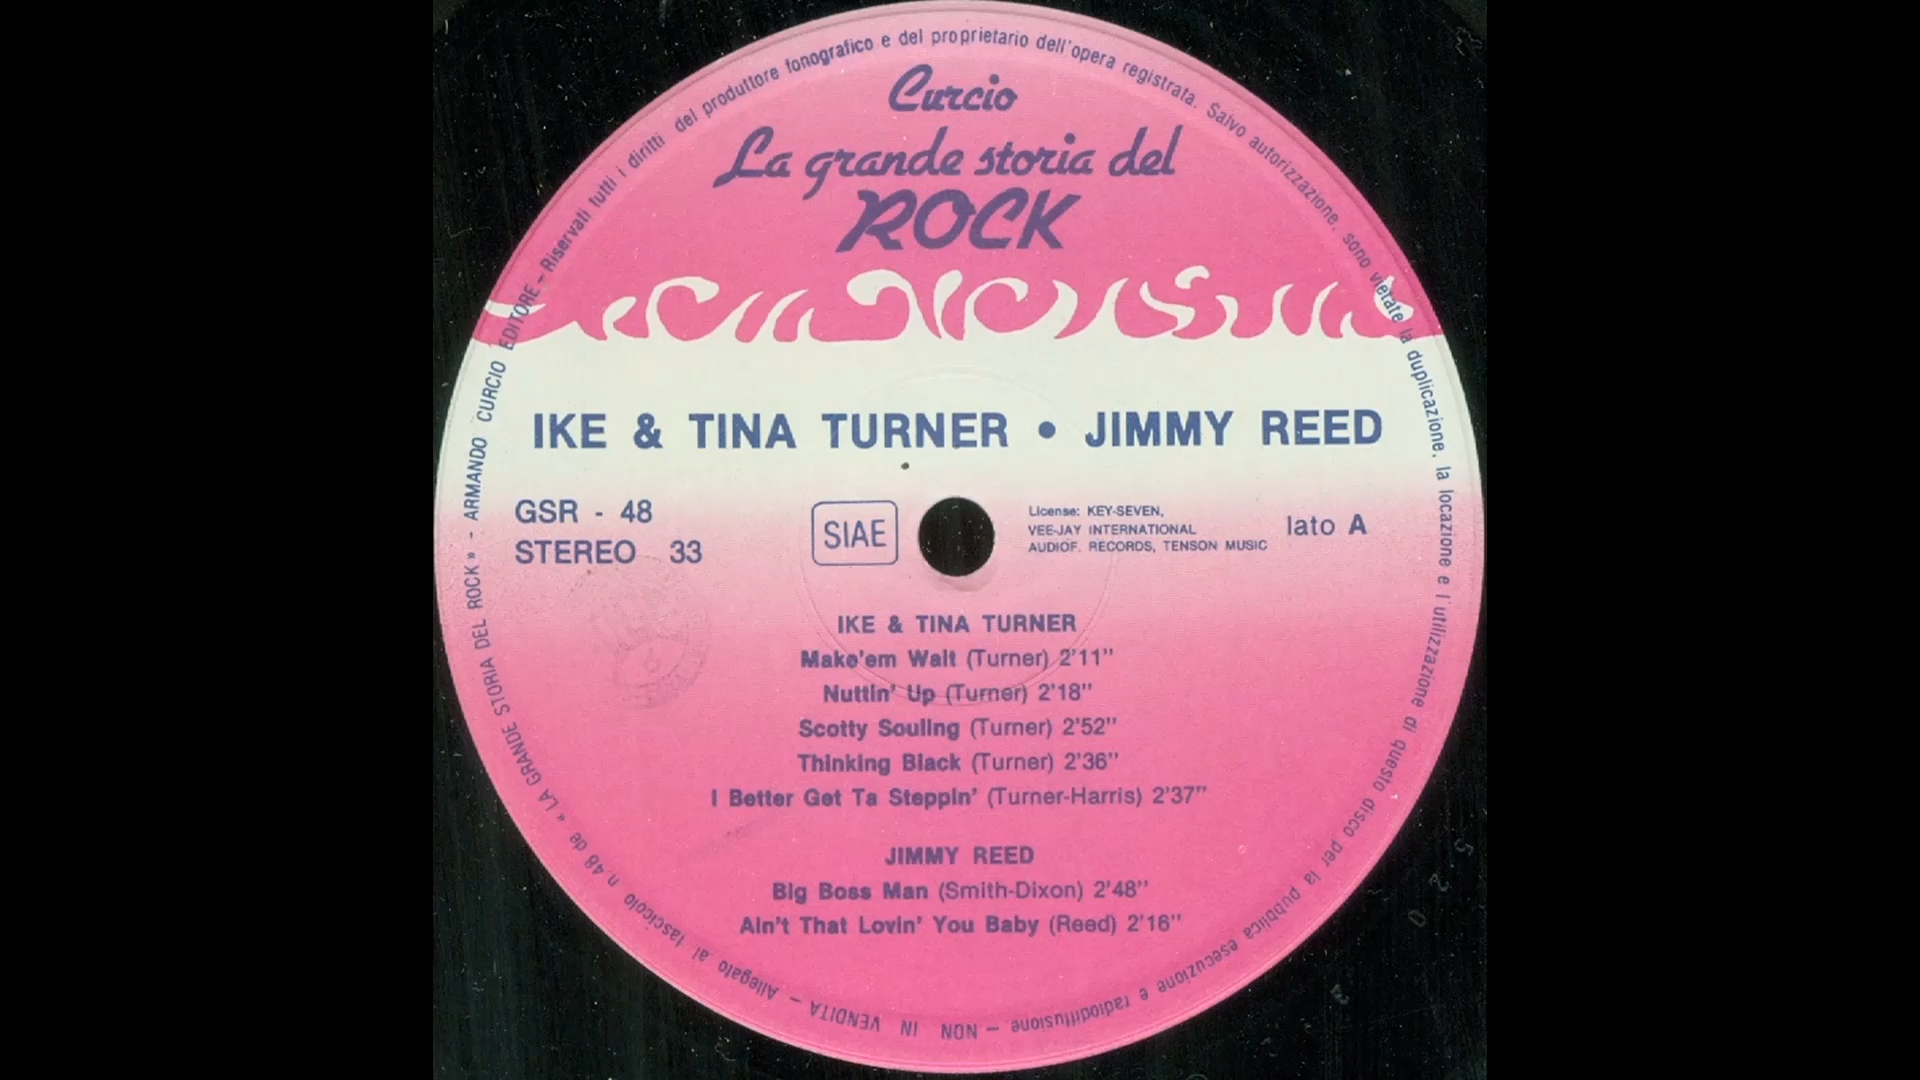 Curcio
La grande storia del
ROCK
IKE & TINA TURNER • JIMMY REED
GSR - 48
STEREO 33
SIAE
License: KEY-SEVEN,
VEE-JAY INTERNATIONAL
AUDIOF. RECORDS, TENSON MUSIC
lato A
IKE & TINA TURNER
Make'em Wait (Turner) 2'11"
Nuttin' Up (Turner) 2'18"
Scotty Souling (Turner) 2'52"
Thinking Black (Turner) 2'36"
I Better Get Ta Steppin' (Turner-Harris) 2'37"
JIMMY REED
Big Boss Man (Smith-Dixon) 2'48"
Ain't That Lovin' You Baby (Reed) 2'16"
Allegato al fascicolo n. 48 de « LA GRANDE STORIA DEL ROCK » - ARMANDO CURCIO EDITORE - Riservati tutti i diritti del produttore fonografico e del proprietario dell'opera registrata. Salvo autorizzazione, sono vietate la duplicazione, la locazione e l'utilizzazione di questo disco per la pubblica esecuzione e radiodiffusione - NON IN VENDITA -